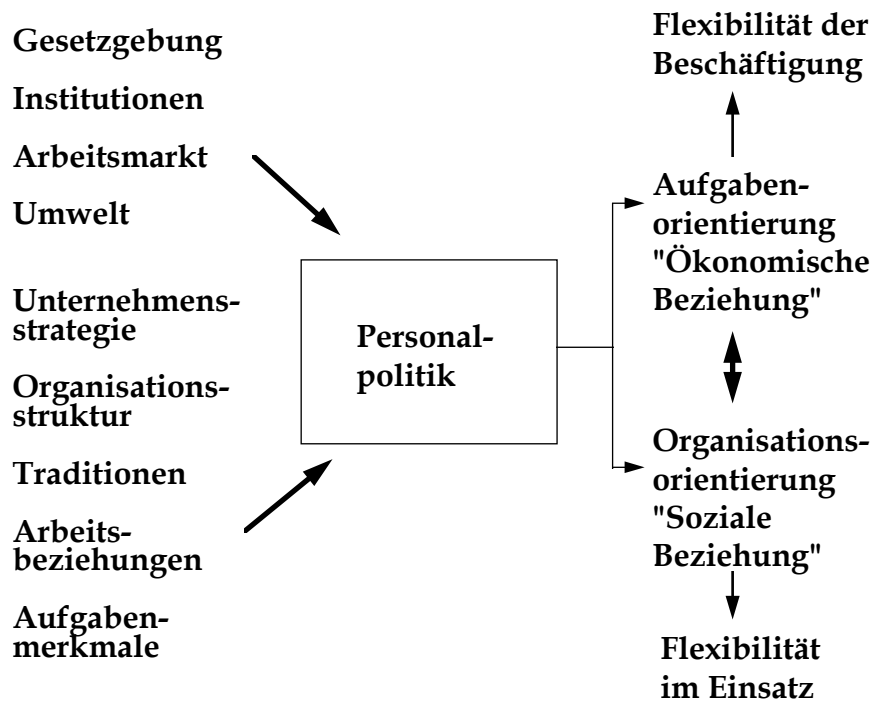 Gesetzgebung
Institutionen
Arbeitsmarkt
Umwelt
Unternehmens-
strategie
Organisations-
struktur
Traditionen
Arbeits-
beziehungen
Aufgaben-
merkmale
Personal-
politik
Flexibilität der
Beschäftigung
Aufgaben-
orientierung
"Ökonomische
Beziehung"
Organisations-
orientierung
"Soziale
Beziehung"
Flexibilität
im Einsatz